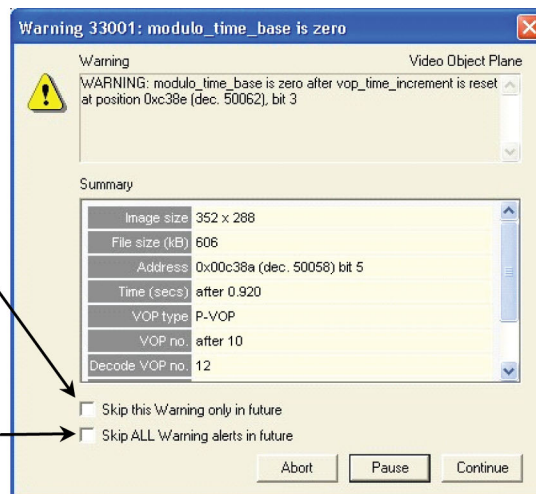 Warning 33001: modulo_time_base is zero
Warning Video Object Plane
WARNING: modulo_time_base is zero after vop_time_increment is reset
at position 0xc38e (dec. 50062), bit 3
Summary
Image size 352 x 288
File size (kB) 606
Address 0x00c38a (dec. 50058) bit 5
Time (secs) after 0.920
VOP type P-VOP
VOP no. after 10
Decode VOP no. 12
Skip this Warning only in future
Skip ALL Warning alerts in future
Abort Pause Continue